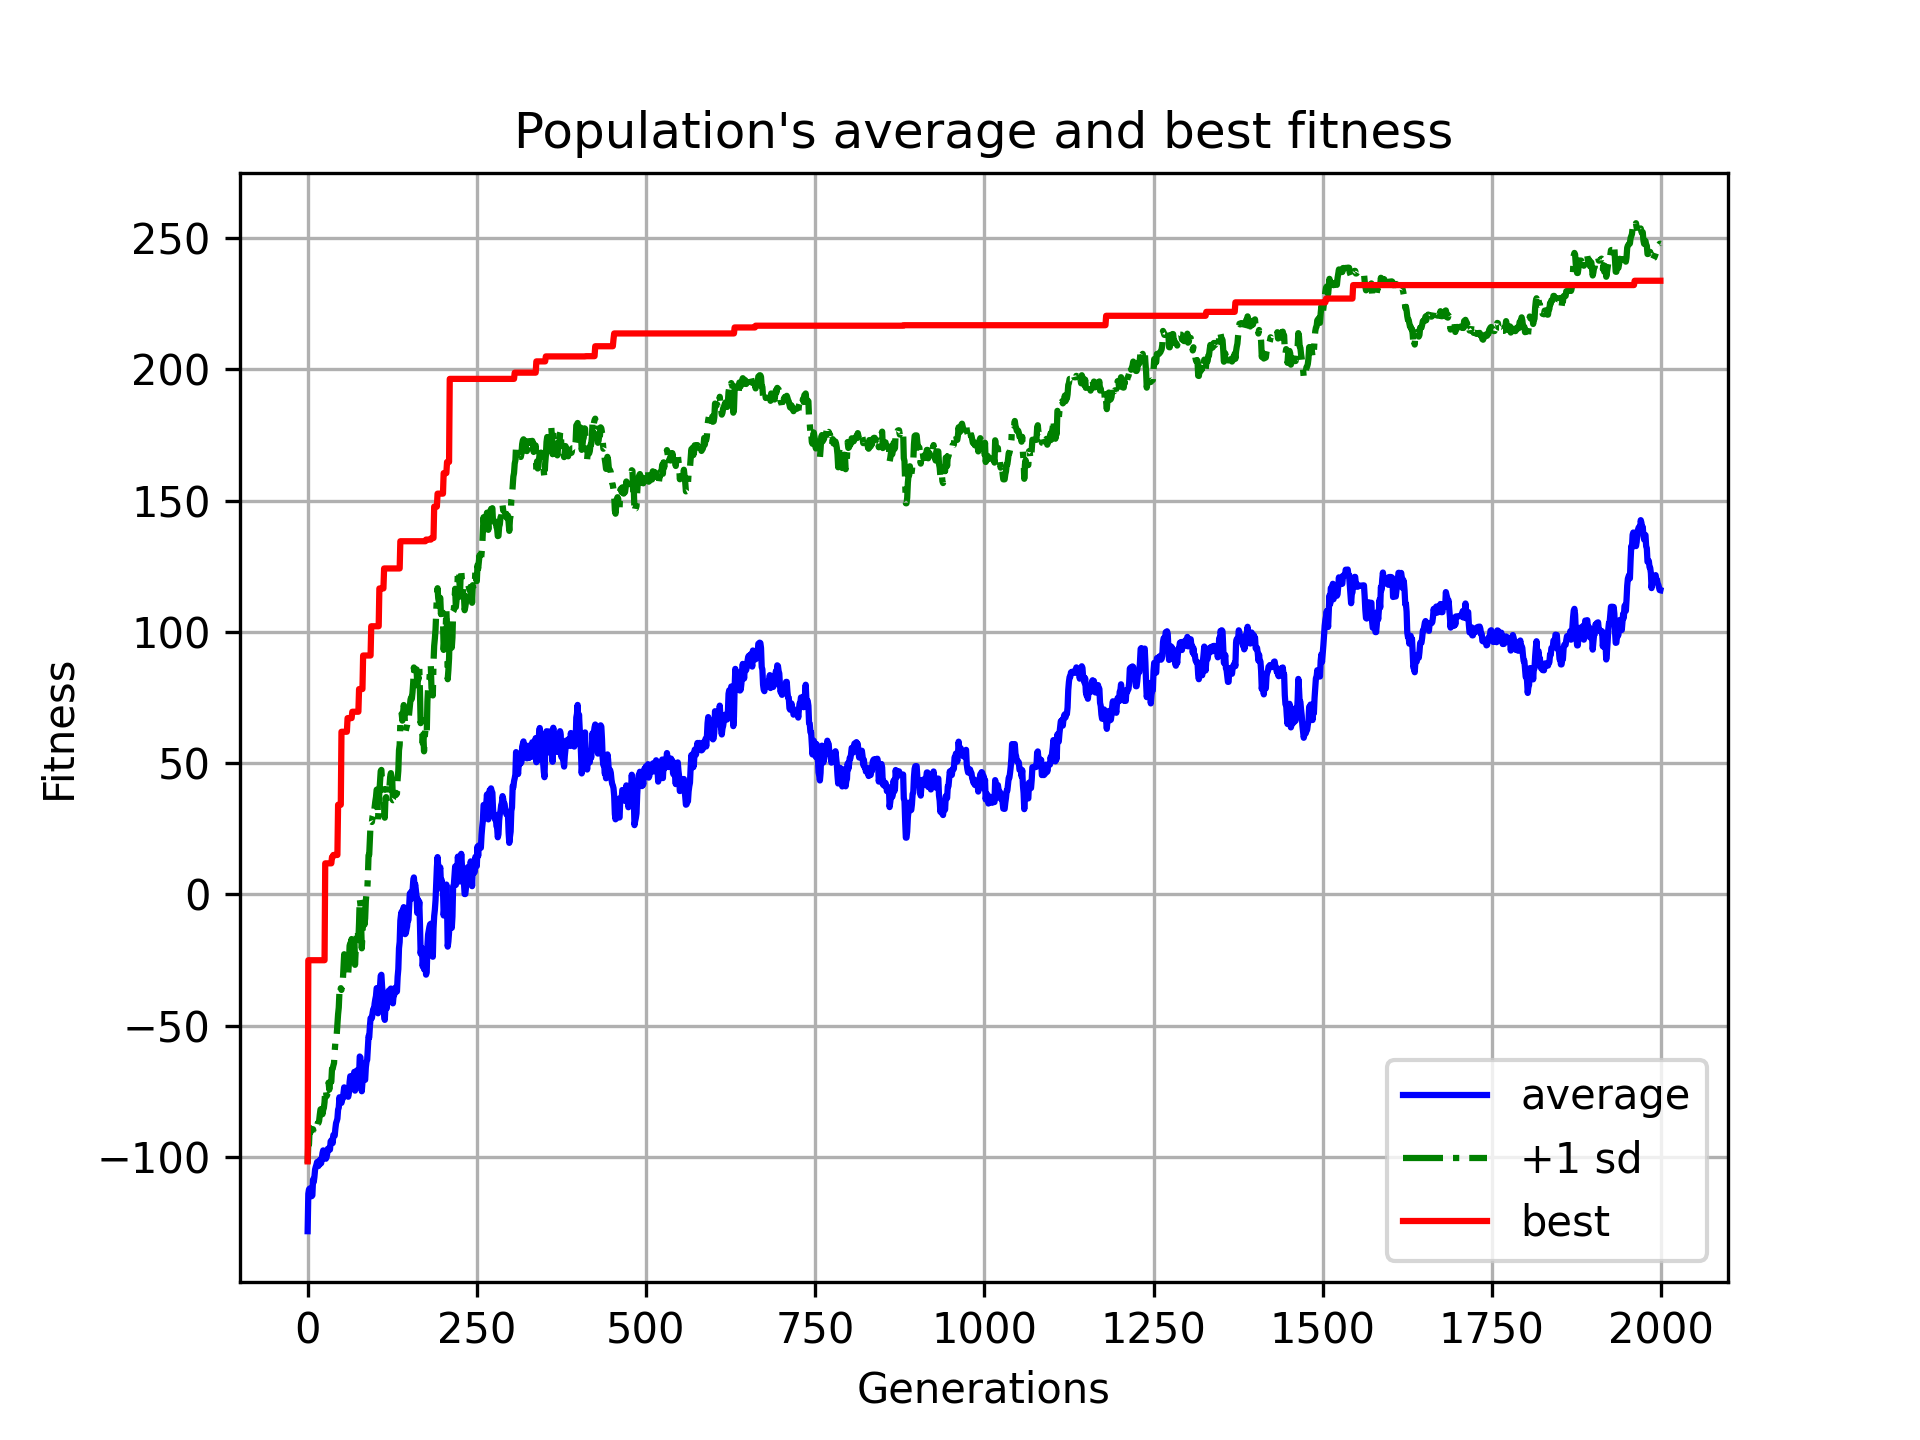 Population's average and best fitness
Fitness
250
200
150
100
50
0
−50
−100
0 250 500 750 1000 1250 1500 1750 2000
Generations
average
+1 sd
best